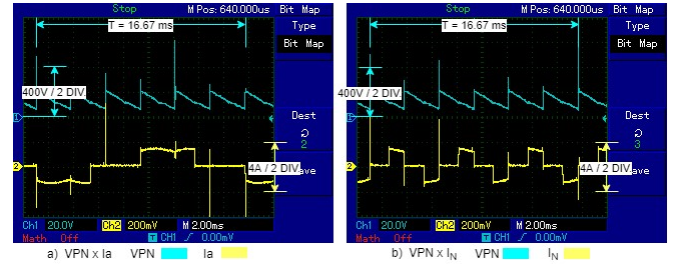 Stop
M Pos: 640.000us
Bit Map
Type
Bit Map
T = 16.67 ms
400V / 2 DIV.
Dest
2
4A / 2 DIV.
ave
Ch1 20.0V
Ch2 200mV
M 2.00ms
Math Off
T CH1 0.00mV
a) VPN x Ia VPN Ia
Stop
M Pos: 640.000us
Bit Map
Type
Bit Map
T = 16.67 ms
400V / 2 DIV.
Dest
3
4A / 2 DIV.
ave
Ch1 20.0V
Ch2 200mV
M 2.00ms
Math Off
T CH1 0.00mV
b) VPN x IN VPN IN